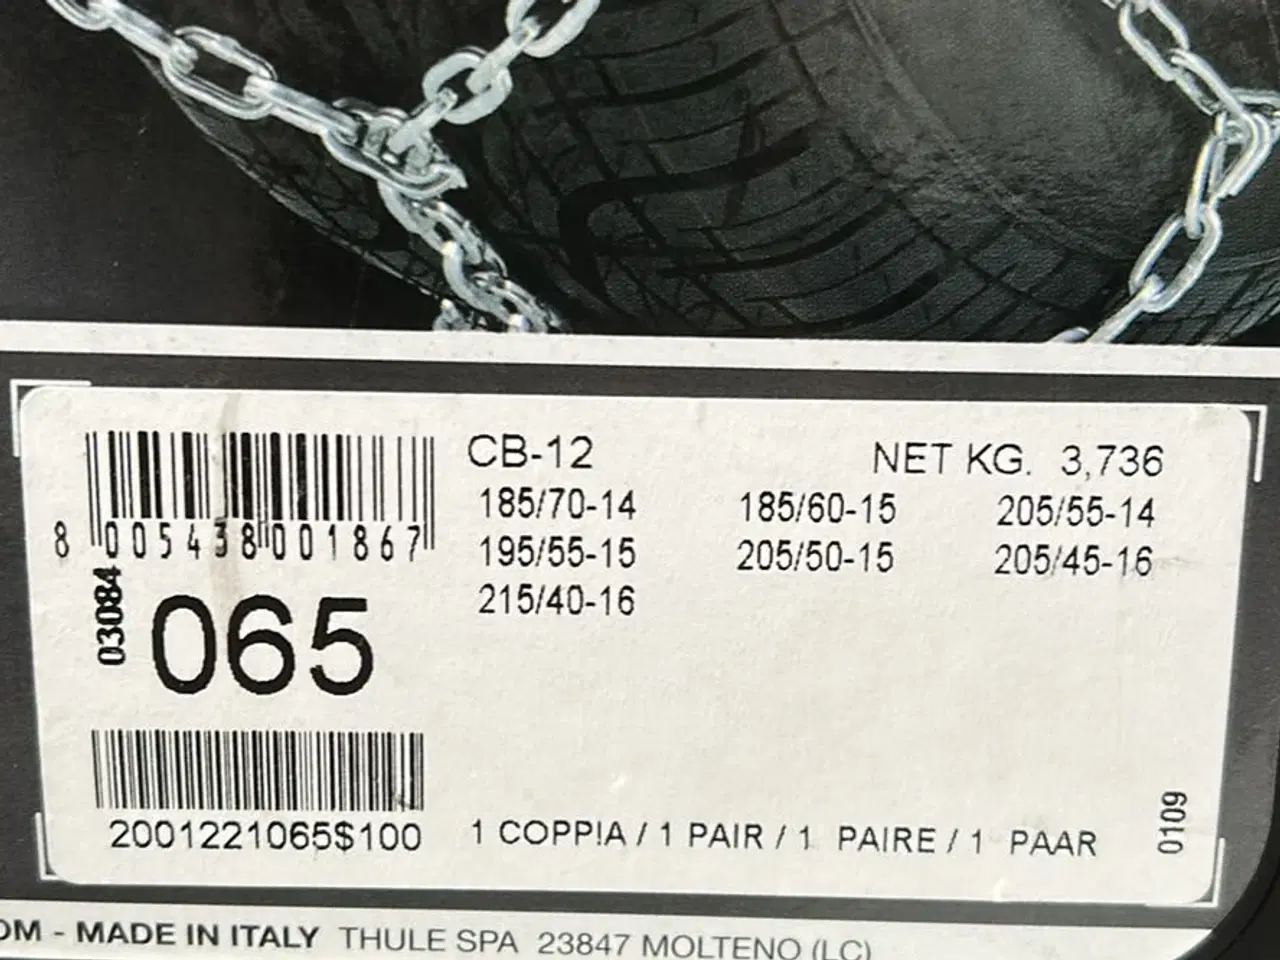 CB-12 NET KG. 3,736
185/70-14 185/60-15 205/55-14
195/55-15 205/50-15 205/45-16
215/40-16
8 005438 001867
03084
065
2001221065$100
1 COPPIA / 1 PAIR / 1 PAIRE / 1 PAAR
0109
- MADE IN ITALY THULE SPA 23847 MOLTENO (LC)